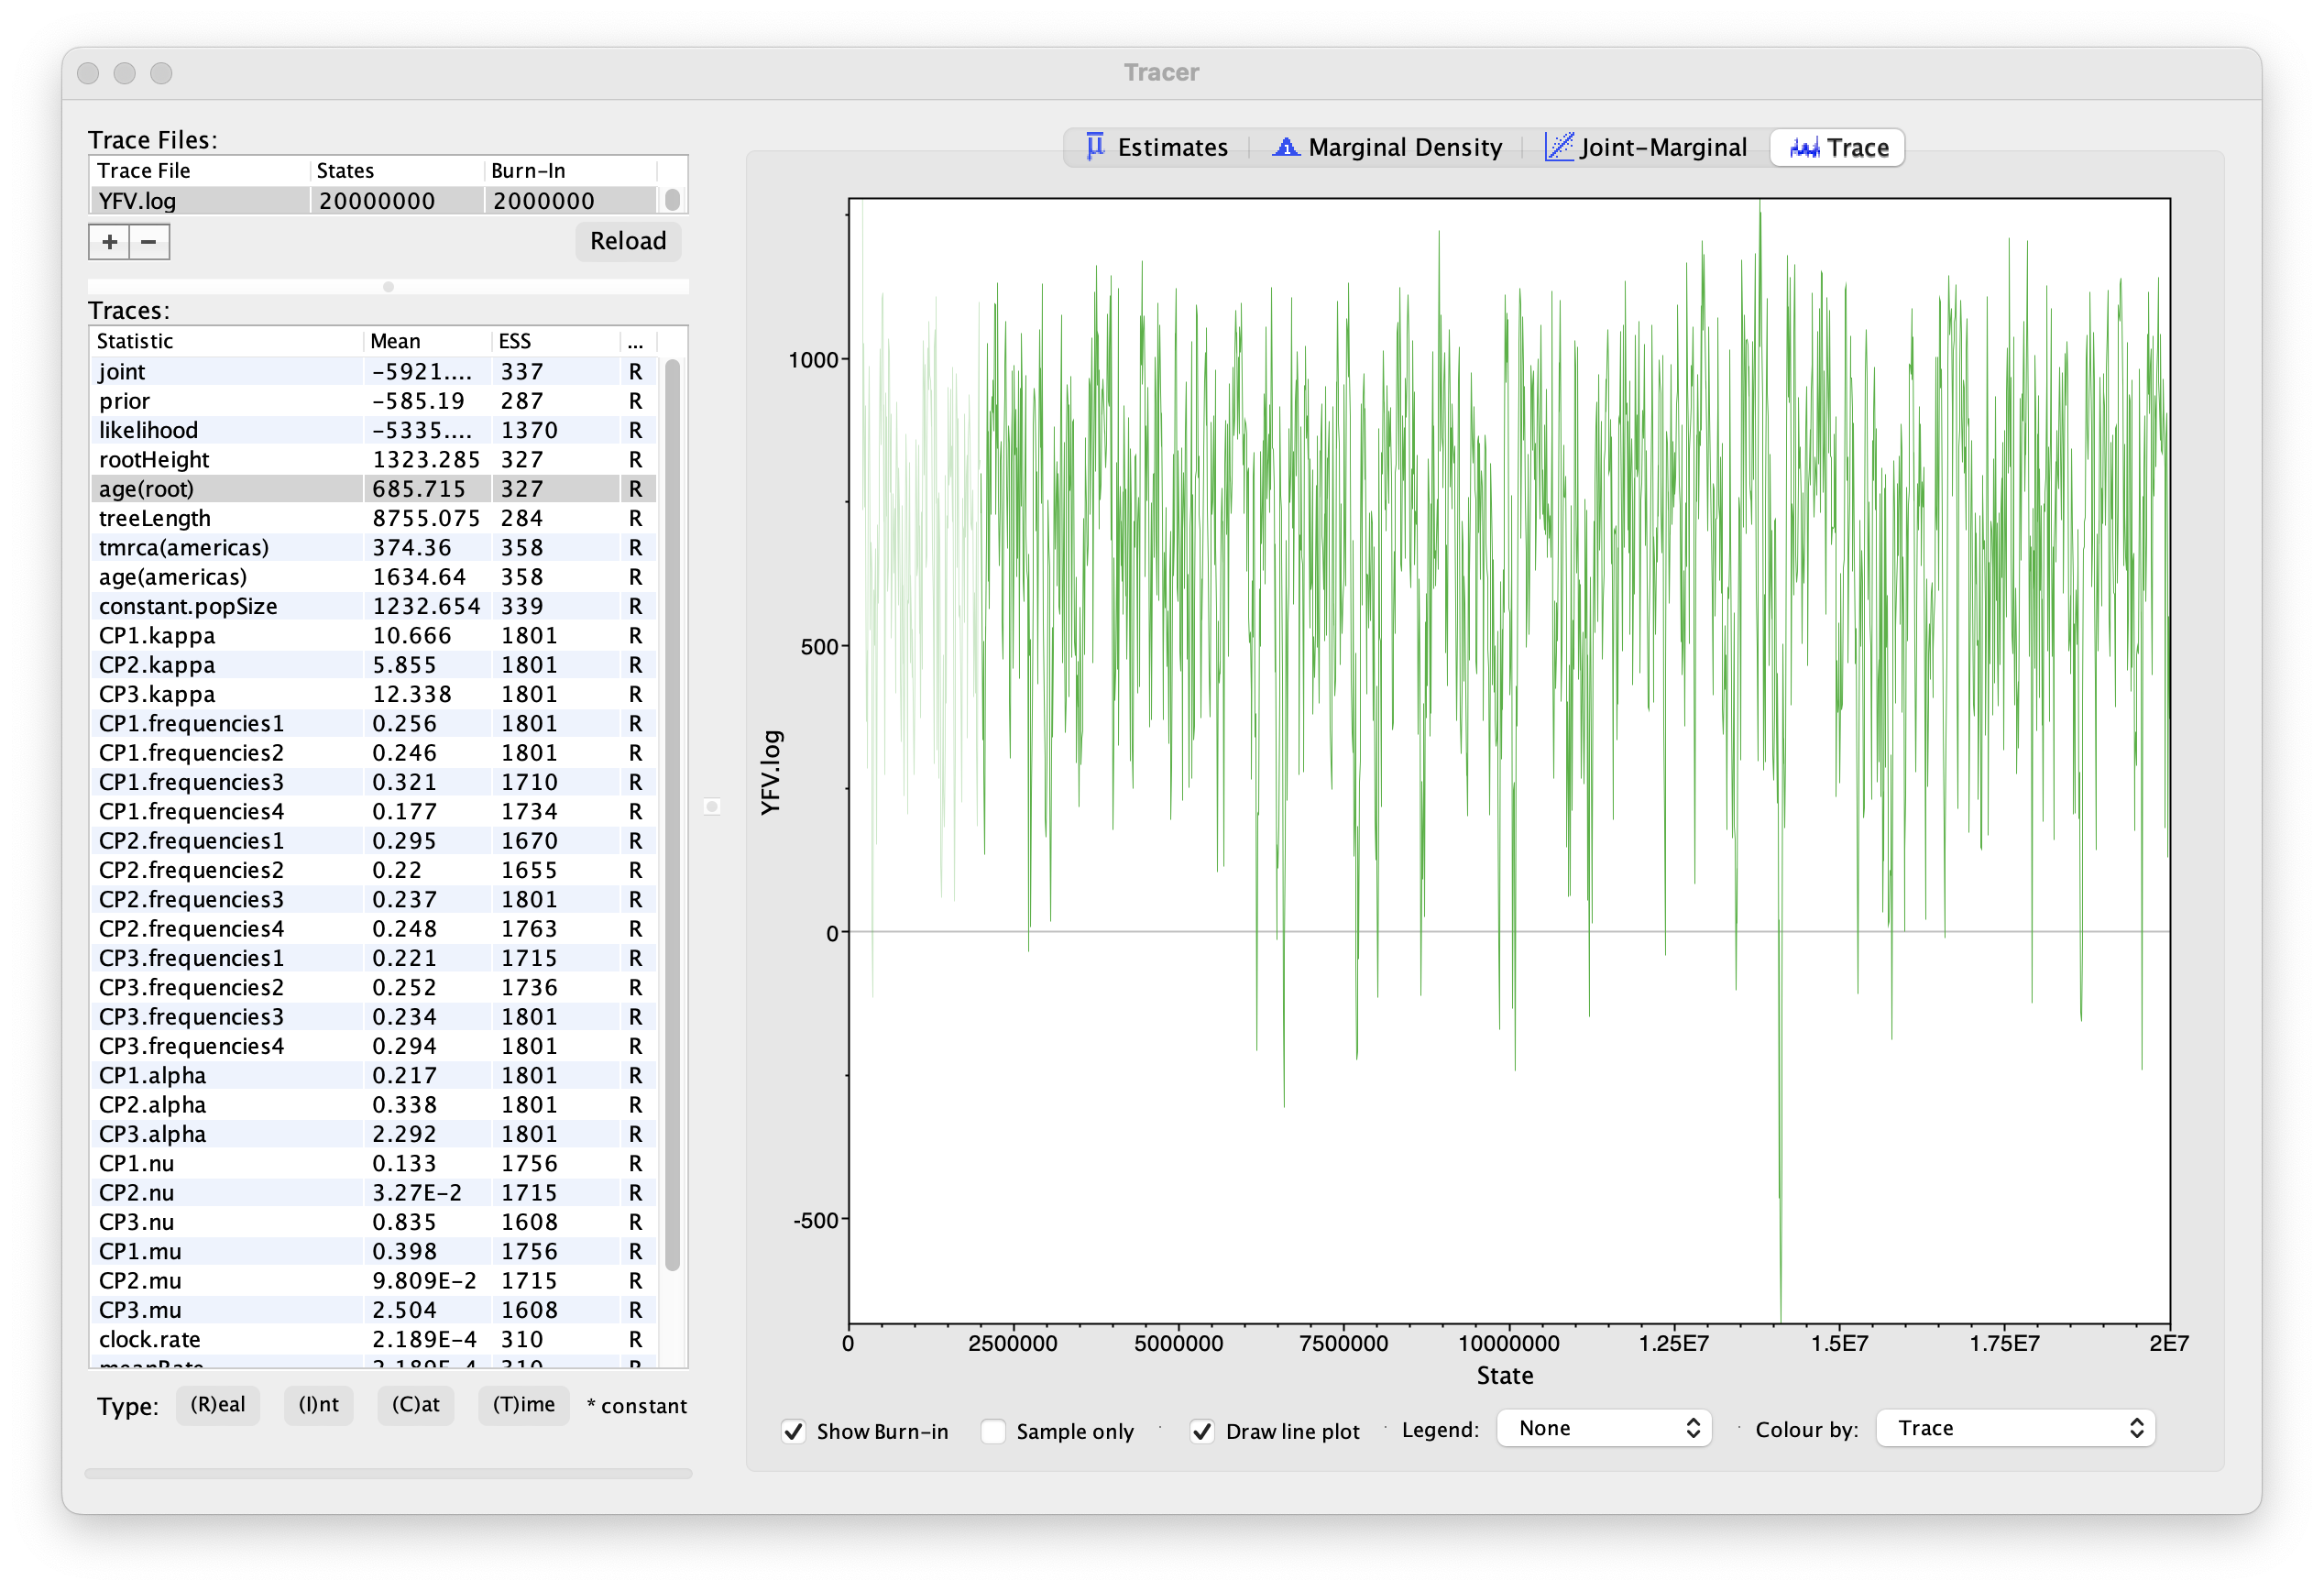 Tracer
Trace Files:
Trace File States Burn-In
YFV.log 20000000 2000000
+ −
Reload
Traces:
Statistic Mean ESS ...
joint -5921.... 337 R
prior -585.19 287 R
likelihood -5335.... 1370 R
rootHeight 1323.285 327 R
age(root) 685.715 327 R
treeLength 8755.075 284 R
tmrca(americas) 374.36 358 R
age(americas) 1634.64 358 R
constant.popSize 1232.654 339 R
CP1.kappa 10.666 1801 R
CP2.kappa 5.855 1801 R
CP3.kappa 12.338 1801 R
CP1.frequencies1 0.256 1801 R
CP1.frequencies2 0.246 1801 R
CP1.frequencies3 0.321 1710 R
CP1.frequencies4 0.177 1734 R
CP2.frequencies1 0.295 1670 R
CP2.frequencies2 0.22 1655 R
CP2.frequencies3 0.237 1801 R
CP2.frequencies4 0.248 1763 R
CP3.frequencies1 0.221 1715 R
CP3.frequencies2 0.252 1736 R
CP3.frequencies3 0.234 1801 R
CP3.frequencies4 0.294 1801 R
CP1.alpha 0.217 1801 R
CP2.alpha 0.338 1801 R
CP3.alpha 2.292 1801 R
CP1.nu 0.133 1756 R
CP2.nu 3.27E-2 1715 R
CP3.nu 0.835 1608 R
CP1.mu 0.398 1756 R
CP2.mu 9.809E-2 1715 R
CP3.mu 2.504 1608 R
clock.rate 2.189E-4 310 R
meanRate 2.189E-4 310 R
Type: (R)eal (I)nt (C)at (T)ime * constant
Estimates Marginal Density Joint-Marginal Trace
YFV.log
1000
500
0
-500
0 2500000 5000000 7500000 10000000 1.25E7 1.5E7 1.75E7 2E7
State
Show Burn-in Sample only Draw line plot Legend: None Colour by: Trace